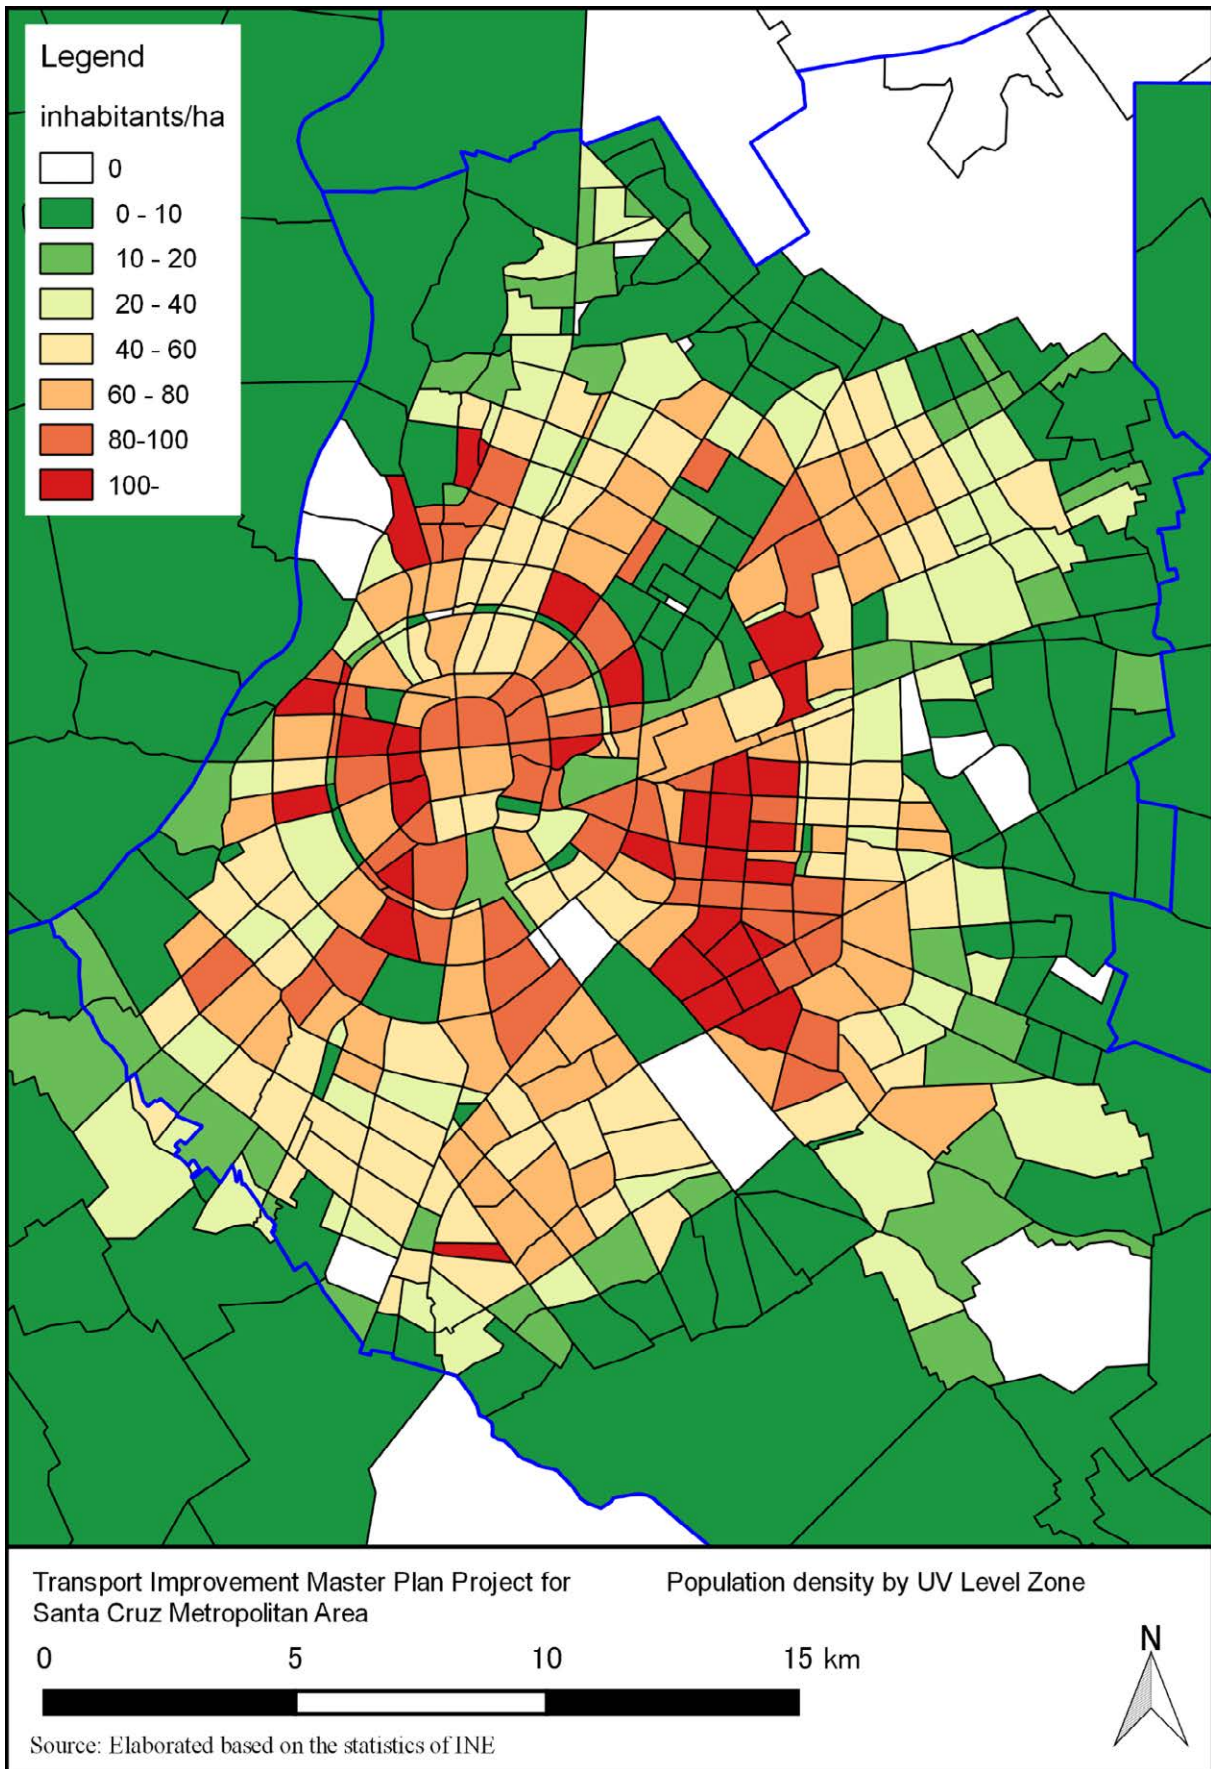 Legend
inhabitants/ha
0
0 - 10
10 - 20
20 - 40
40 - 60
60 - 80
80-100
100-
Transport Improvement Master Plan Project for
Santa Cruz Metropolitan Area
Population density by UV Level Zone
0 5 10 15 km
N
Source: Elaborated based on the statistics of INE